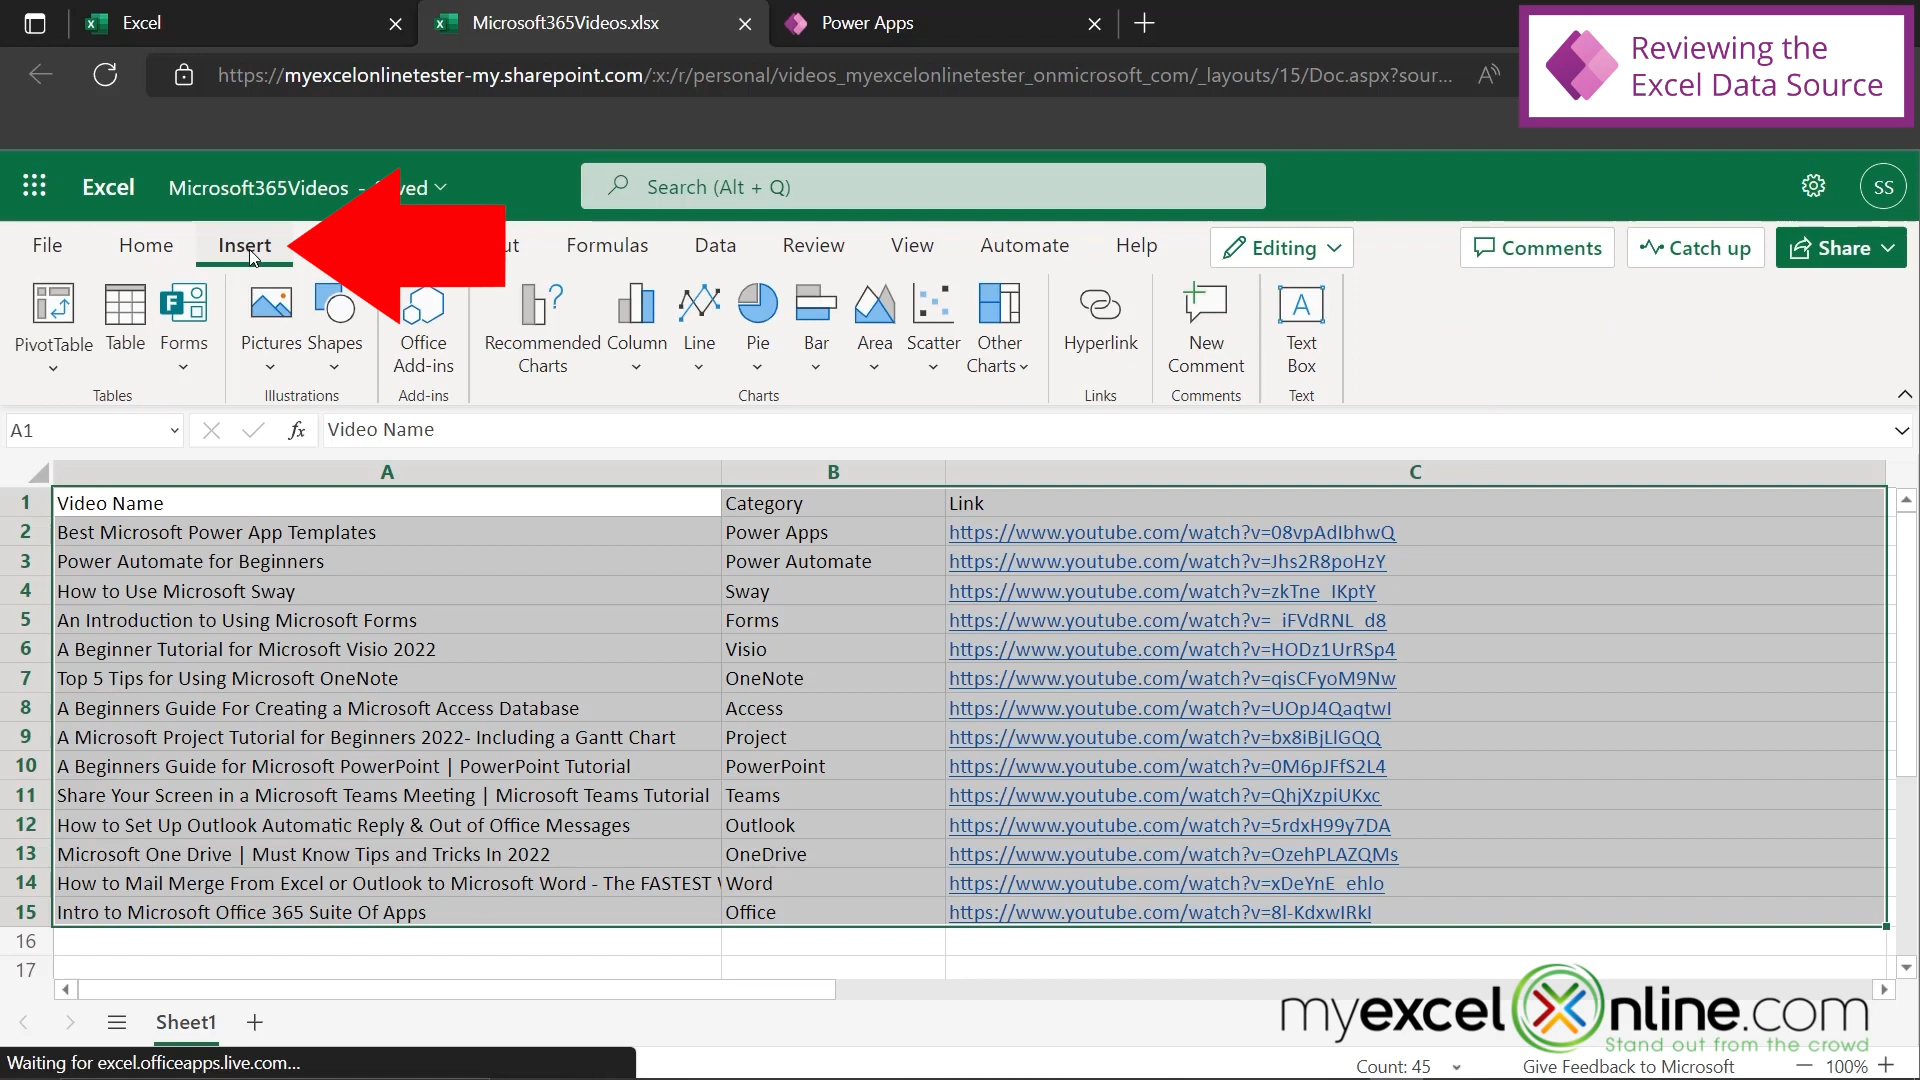 Excel
Microsoft365Videos.xlsx
Power Apps
https://myexcelonlinetester-my.sharepoint.com/:x:/r/personal/videos_myexcelonlinetester_onmicrosoft_com/_layouts/15/Doc.aspx?sour...
Reviewing the
Excel Data Source
Excel Microsoft365Videos -
Search (Alt + Q)
SS
File Home Insert Formulas Data Review View Automate Help Editing Comments Catch up Share
PivotTable Table Forms Pictures Shapes Office Add-ins Recommended Charts Column Line Pie Bar Area Scatter Other Charts Hyperlink New Comment Text Box
Tables Illustrations Add-ins Charts Links Comments Text
A1 fx Video Name
A B C
1 Video Name Category Link
2 Best Microsoft Power App Templates Power Apps https://www.youtube.com/watch?v=08vpAdIbhwQ
3 Power Automate for Beginners Power Automate https://www.youtube.com/watch?v=Jhs2R8poHzY
4 How to Use Microsoft Sway Sway https://www.youtube.com/watch?v=zkTne_IKptY
5 An Introduction to Using Microsoft Forms Forms https://www.youtube.com/watch?v=_iFVdRNL_d8
6 A Beginner Tutorial for Microsoft Visio 2022 Visio https://www.youtube.com/watch?v=HODz1UrRSp4
7 Top 5 Tips for Using Microsoft OneNote OneNote https://www.youtube.com/watch?v=qisCFyoM9Nw
8 A Beginners Guide For Creating a Microsoft Access Database Access https://www.youtube.com/watch?v=UOpJ4QaqtwI
9 A Microsoft Project Tutorial for Beginners 2022- Including a Gantt Chart Project https://www.youtube.com/watch?v=bx8iBjLlGQQ
10 A Beginners Guide for Microsoft PowerPoint | PowerPoint Tutorial PowerPoint https://www.youtube.com/watch?v=0M6pJFfS2L4
11 Share Your Screen in a Microsoft Teams Meeting | Microsoft Teams Tutorial Teams https://www.youtube.com/watch?v=QhjXzpiUKxc
12 How to Set Up Outlook Automatic Reply & Out of Office Messages Outlook https://www.youtube.com/watch?v=5rdxH99y7DA
13 Microsoft One Drive | Must Know Tips and Tricks In 2022 OneDrive https://www.youtube.com/watch?v=OzehPLAZQMs
14 How to Mail Merge From Excel or Outlook to Microsoft Word - The FASTEST Word https://www.youtube.com/watch?v=xDeYnE_ehlo
15 Intro to Microsoft Office 365 Suite Of Apps Office https://www.youtube.com/watch?v=8l-KdxwIRkI
16
17
Sheet1
myexcelonline.com
Stand out from the crowd
Waiting for excel.officeapps.live.com...
Count: 45 Give Feedback to Microsoft 100%